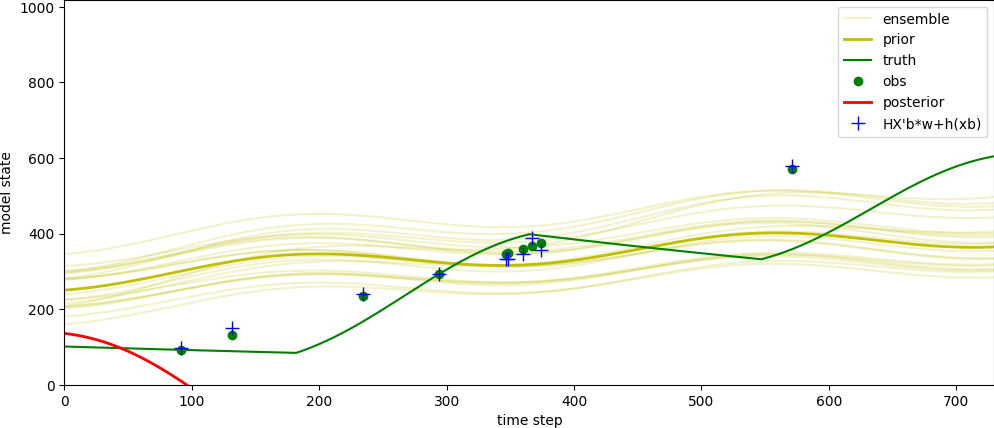 1000
800
600
400
200
0
model state
0 100 200 300 400 500 600 700
time step
ensemble
prior
truth
obs
posterior
HX'b*w+h(xb)